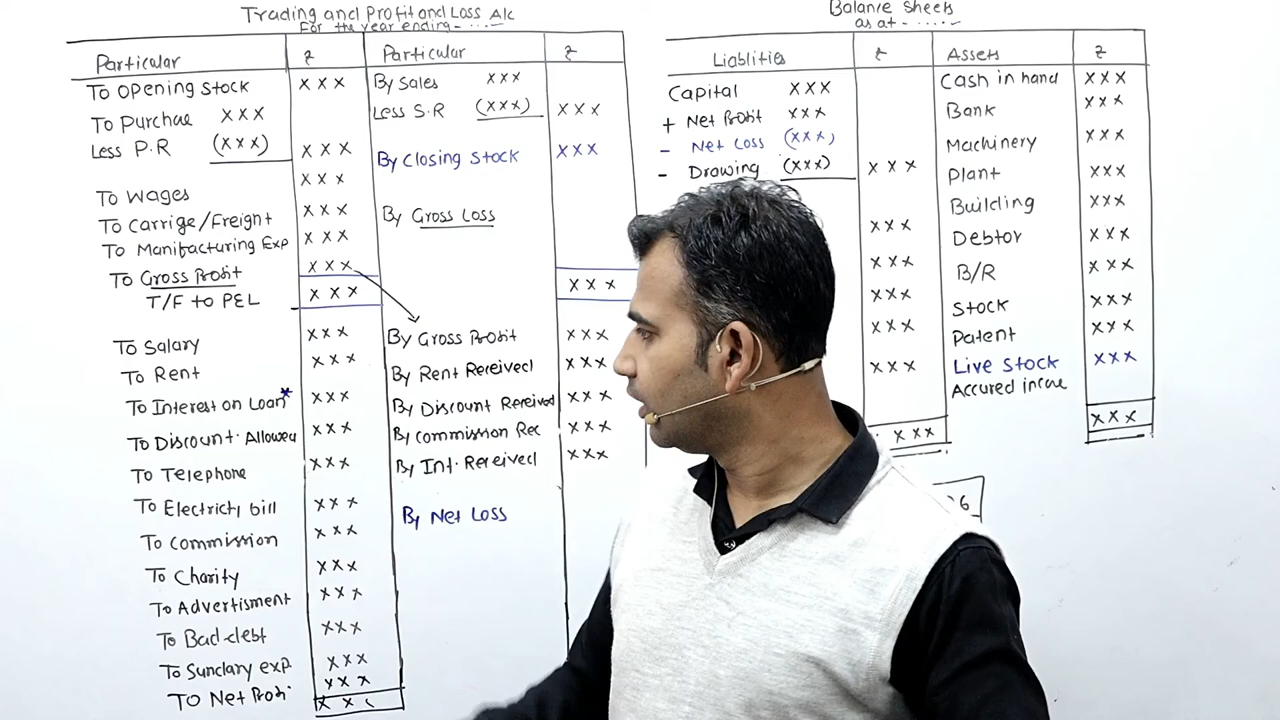 Trading and Profit and Loss A/c
For the year ending - ....
Particular ₹ Particular ₹
To Opening Stock xxx By Sales xxx
To Purchae xxx Less S.R (xxx) xxx
Less P.R (xxx) xxx By Closing Stock xxx
To Wages xxx
To Carrige/Freight xxx By Gross Loss
To Manifacturing Exp xxx
To Gross Profit xxx
T/F to P&L xxx xxx
To Salary xxx By Gross Profit xxx
To Rent xxx By Rent Received xxx
To Interest on Loan* xxx By Discount Received xxx
To Discount Allowed xxx By Commission Rec xxx
To Telephone xxx By Int. Received xxx
To Electricty bill xxx By Net Loss
To Commission xxx
To Charity xxx
To Advertisment xxx
To Bad-debt xxx
To Sundary exp. xxx
To Net Profi xxx
xx
Balance Sheets
as at - .....
Liablities ₹ Assets ₹
Capital xxx Cash in hand xxx
+ Net Profit xxx Bank xxx
- Net Loss (xxx) Machinery xxx
- Drawing (xxx) xxx Plant xxx
Building xxx
xxx Debtor xxx
xxx B/R xxx
xxx Stock xxx
xxx Patent xxx
xxx Live Stock xxx
Accured incme
xxx xxx
6